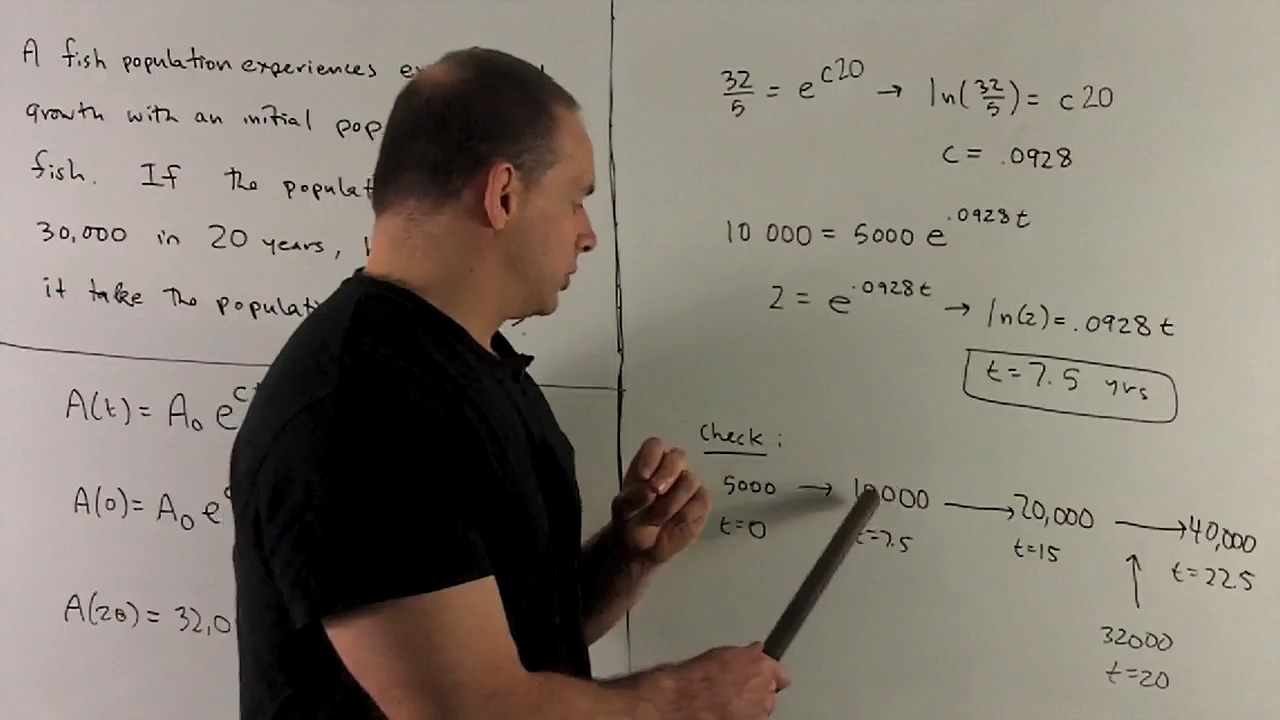 A fish population experiences
growth with an initial pop
fish. If the populat
30,000 in 20 years,
it take the populati
A(t) = A₀ e^c
A(0) = A₀ e
A(20) = 32,0
32/5 = e^c20 → ln(32/5) = c20
c = .0928
10 000 = 5000 e^.0928t
2 = e^.0928t → ln(2) = .0928t
t = 7.5 yrs
Check:
5000 → 10000 → 20,000 → 40,000
t=0 t=7.5 t=15 t=22.5
↑
32000
t=20